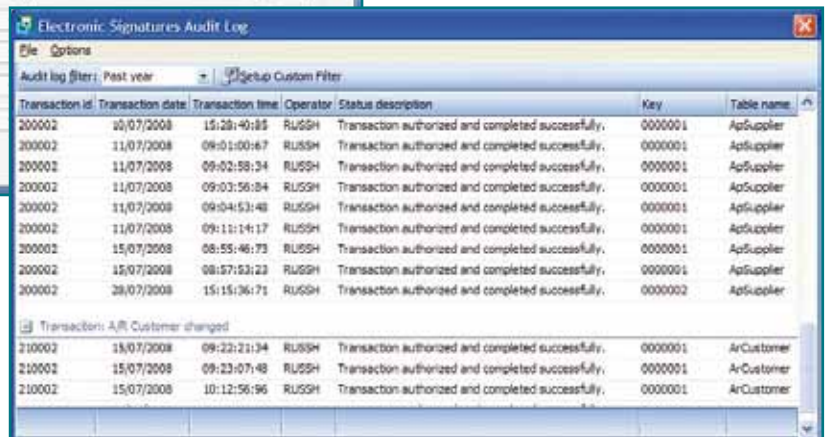 Electronic Signatures Audit Log
File Options
Audit log filter: Past year Setup Custom Filter
Transaction id Transaction date Transaction time Operator Status description Key Table name
200002 10/07/2008 15:28:40:85 RUSSH Transaction authorized and completed successfully. 0000001 ApSupplier
200002 11/07/2008 09:01:00:67 RUSSH Transaction authorized and completed successfully. 0000001 ApSupplier
200002 11/07/2008 09:02:58:34 RUSSH Transaction authorized and completed successfully. 0000001 ApSupplier
200002 11/07/2008 09:03:56:84 RUSSH Transaction authorized and completed successfully. 0000001 ApSupplier
200002 11/07/2008 09:04:53:48 RUSSH Transaction authorized and completed successfully. 0000001 ApSupplier
200002 11/07/2008 09:11:14:17 RUSSH Transaction authorized and completed successfully. 0000001 ApSupplier
200002 15/07/2008 08:55:46:73 RUSSH Transaction authorized and completed successfully. 0000001 ApSupplier
200002 15/07/2008 08:57:53:23 RUSSH Transaction authorized and completed successfully. 0000001 ApSupplier
200002 28/07/2008 15:15:36:71 RUSSH Transaction authorized and completed successfully. 0000002 ApSupplier
Transaction: A/R Customer changed
210002 15/07/2008 09:22:21:34 RUSSH Transaction authorized and completed successfully. 0000001 ArCustomer
210002 15/07/2008 09:23:07:48 RUSSH Transaction authorized and completed successfully. 0000001 ArCustomer
210002 15/07/2008 10:12:56:96 RUSSH Transaction authorized and completed successfully. 0000001 ArCustomer